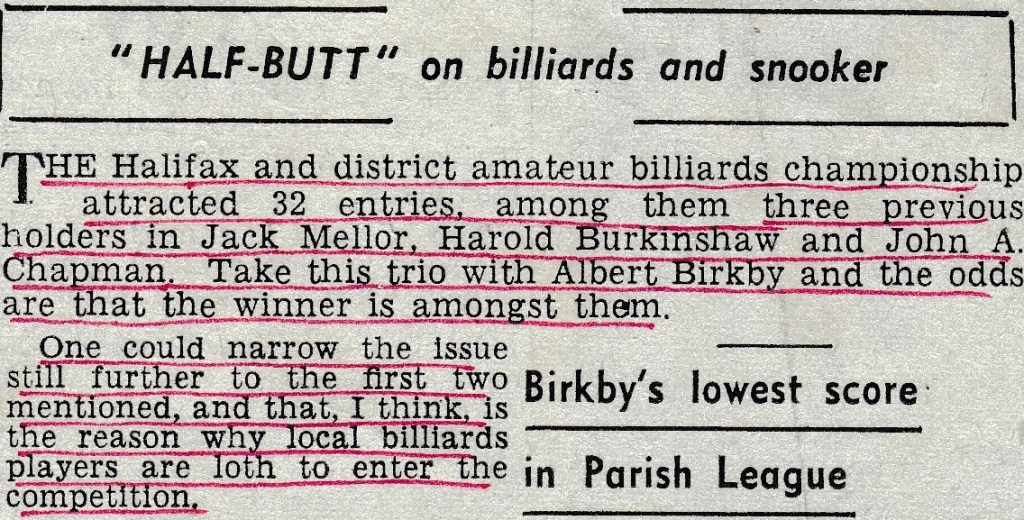 "HALF-BUTT" on billiards and snooker
THE Halifax and district amateur billiards championship
attracted 32 entries, among them three previous
holders in Jack Mellor, Harold Burkinshaw and John A.
Chapman. Take this trio with Albert Birkby and the odds
are that the winner is amongst them.
One could narrow the issue
still further to the first two
mentioned, and that, I think, is
the reason why local billiards
players are loth to enter the
competition.
Birkby's lowest score
in Parish League